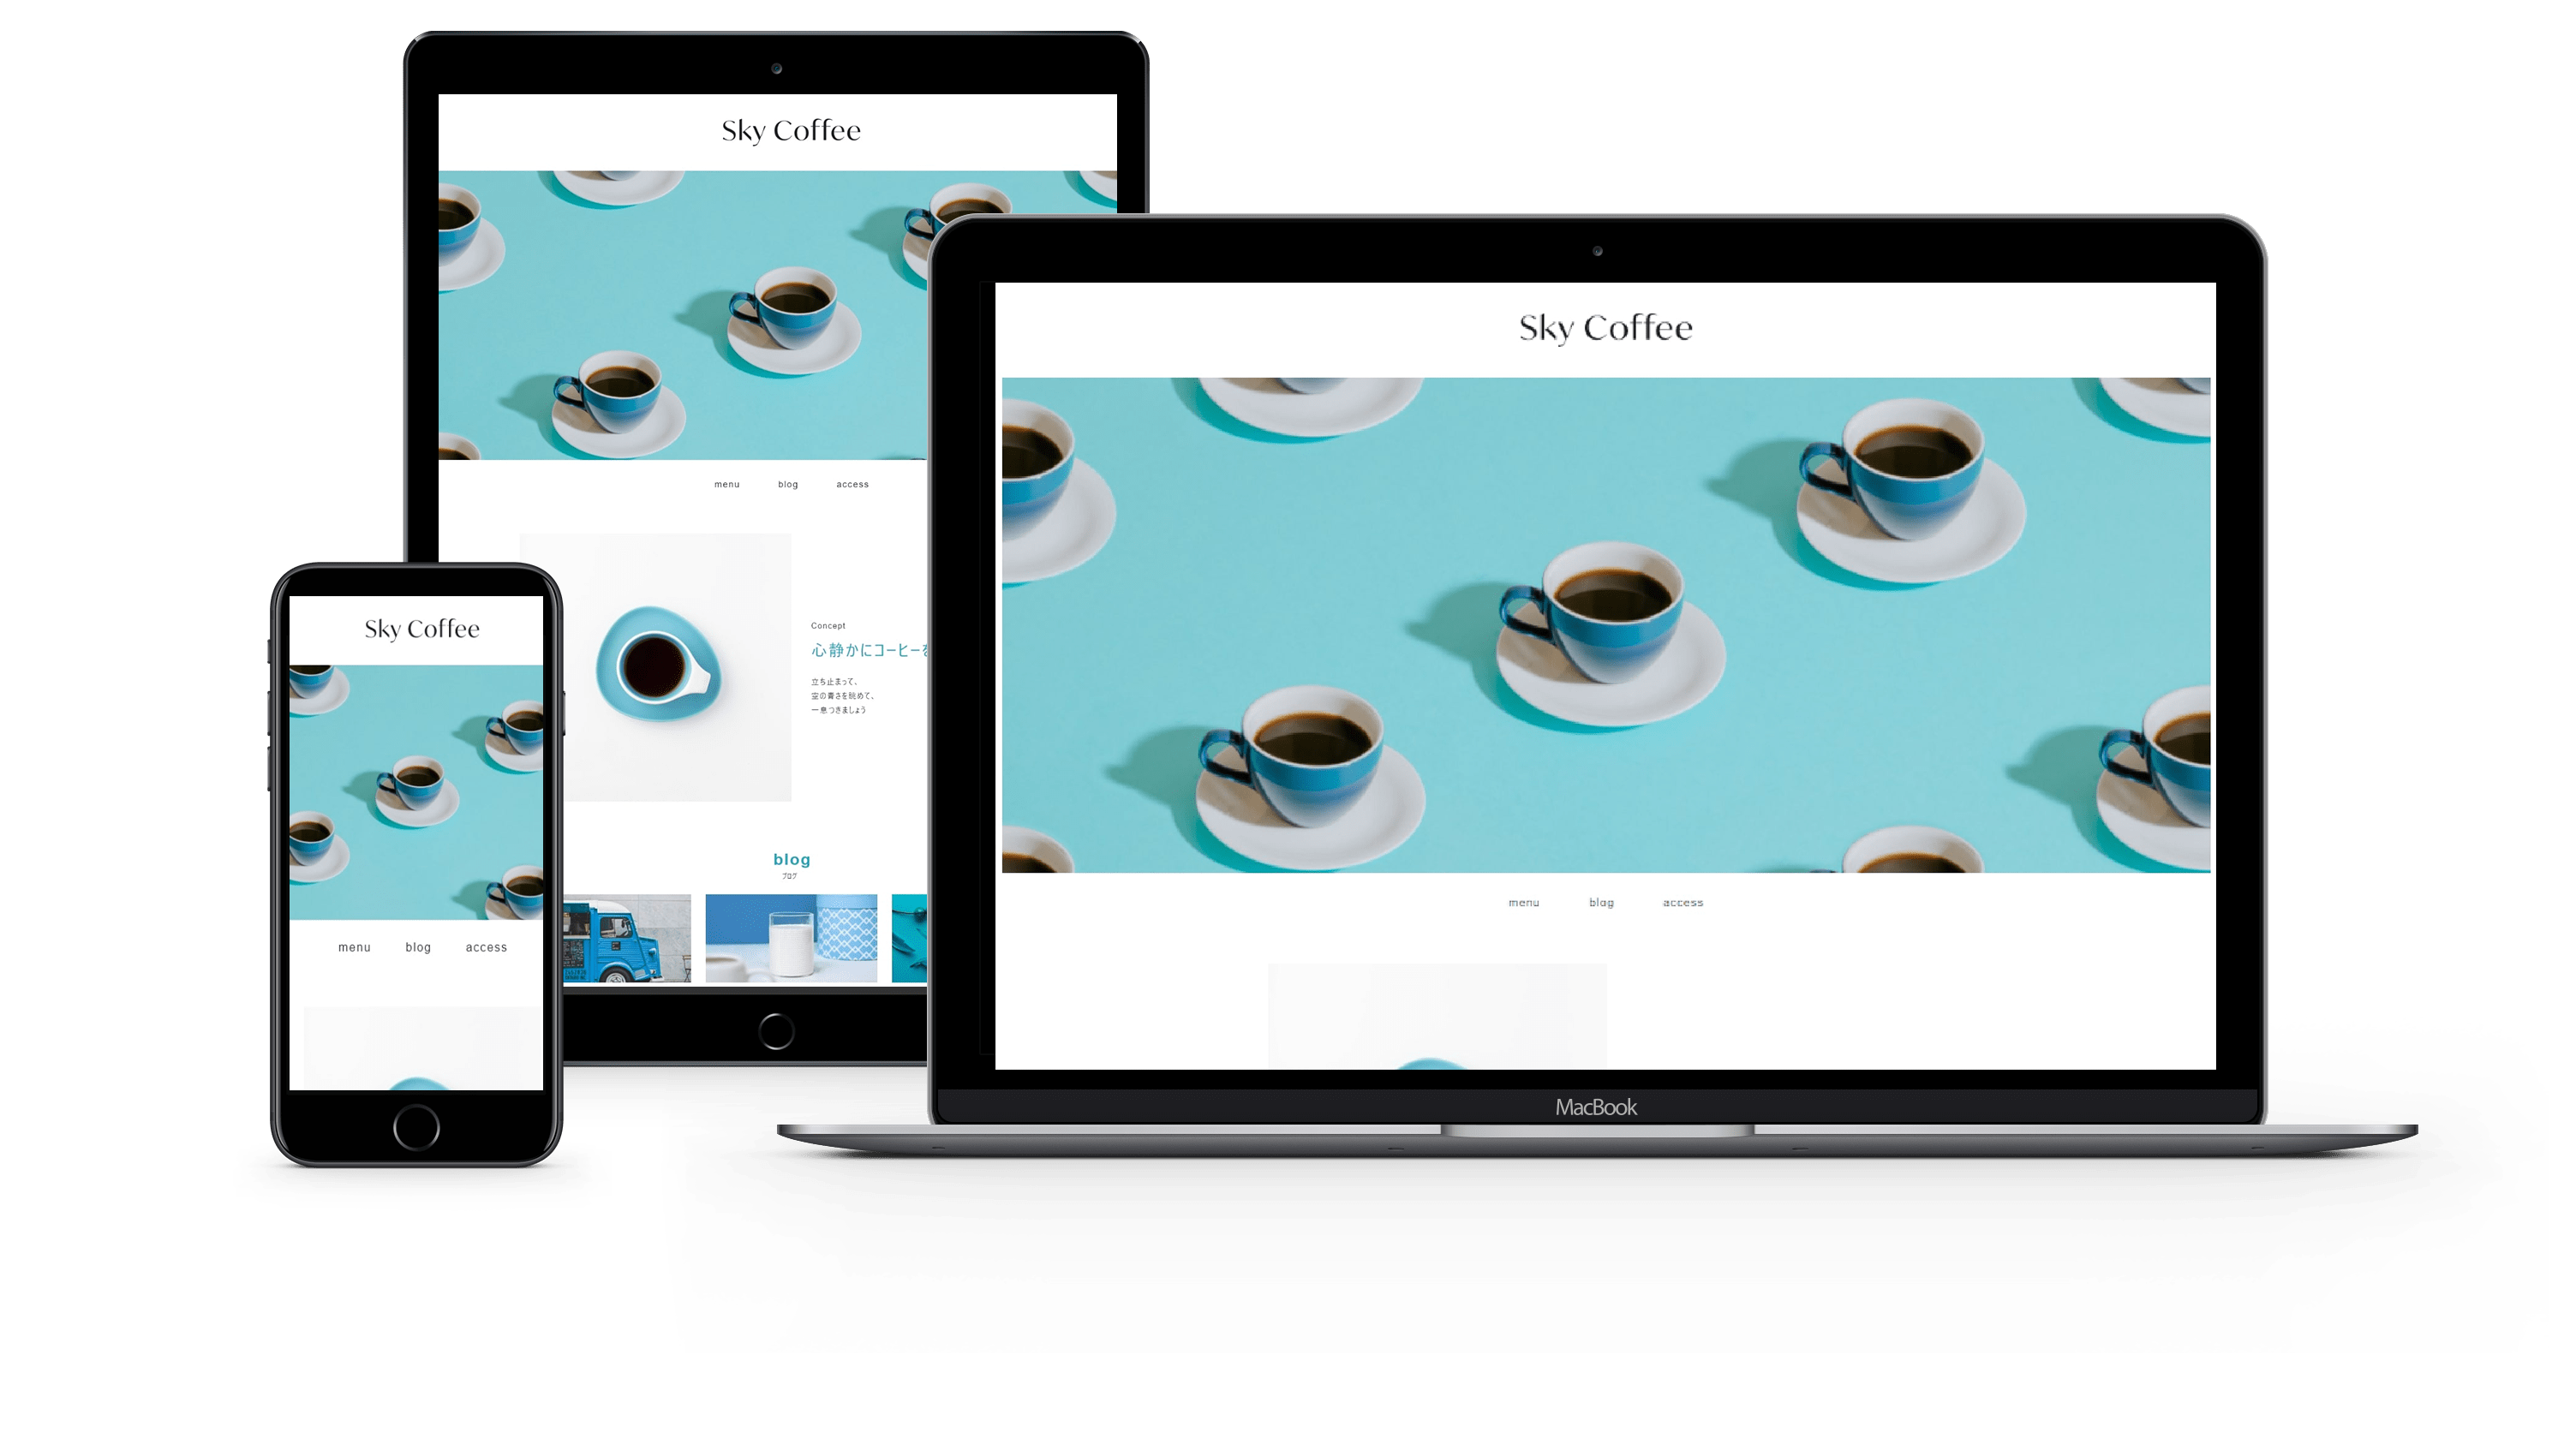 Sky Coffee
menu blog access
Concept
心静かにコーヒーを
立ち止まって、
空の青さを眺めて、
一息つきましょう
blog
ブログ
Sky Coffee
menu blog access
Sky Coffee
menu blog access
MacBook